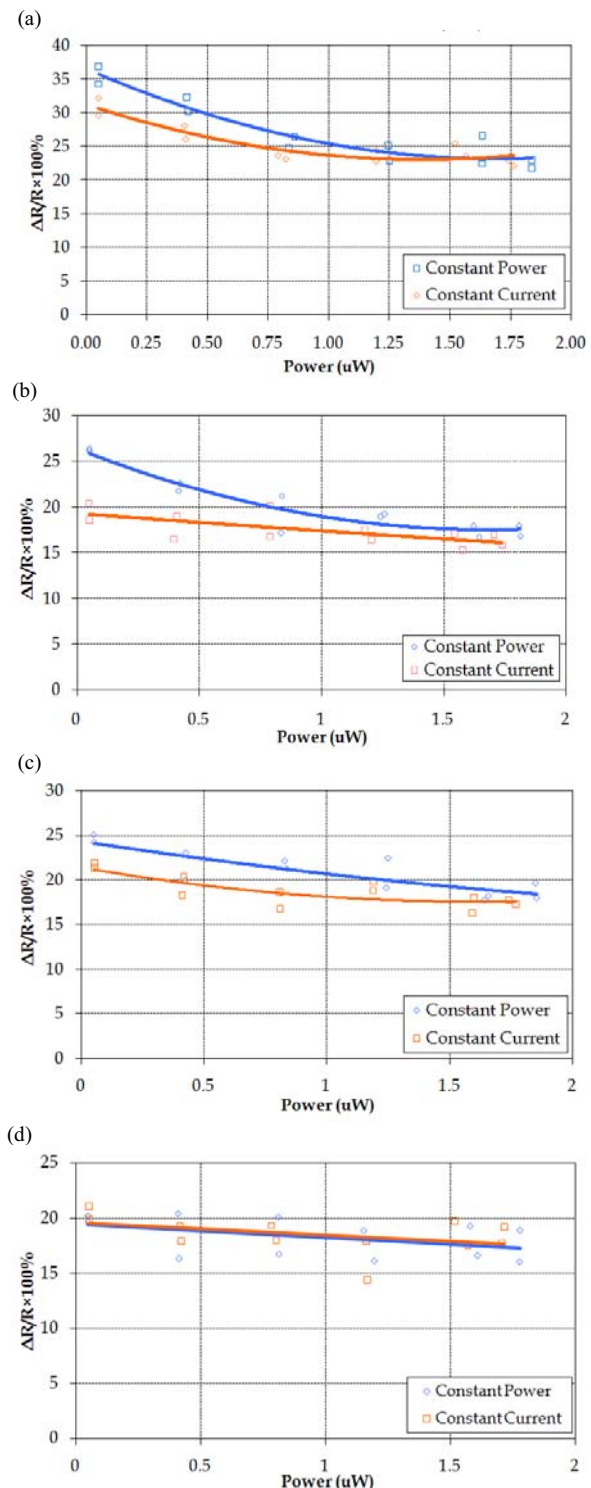 (a)
40
35
30
25
20
15
10
5
0
ΔR/R×100%
Constant Power
Constant Current
0.00 0.25 0.50 0.75 1.00 1.25 1.50 1.75 2.00
Power (uW)
(b)
30
25
20
15
10
5
0
ΔR/R×100%
Constant Power
Constant Current
0 0.5 1 1.5 2
Power (uW)
(c)
30
25
20
15
10
5
0
ΔR/R×100%
Constant Power
Constant Current
0 0.5 1 1.5 2
Power (uW)
(d)
25
20
15
10
5
0
ΔR/R×100%
Constant Power
Constant Current
0 0.5 1 1.5 2
Power (uW)